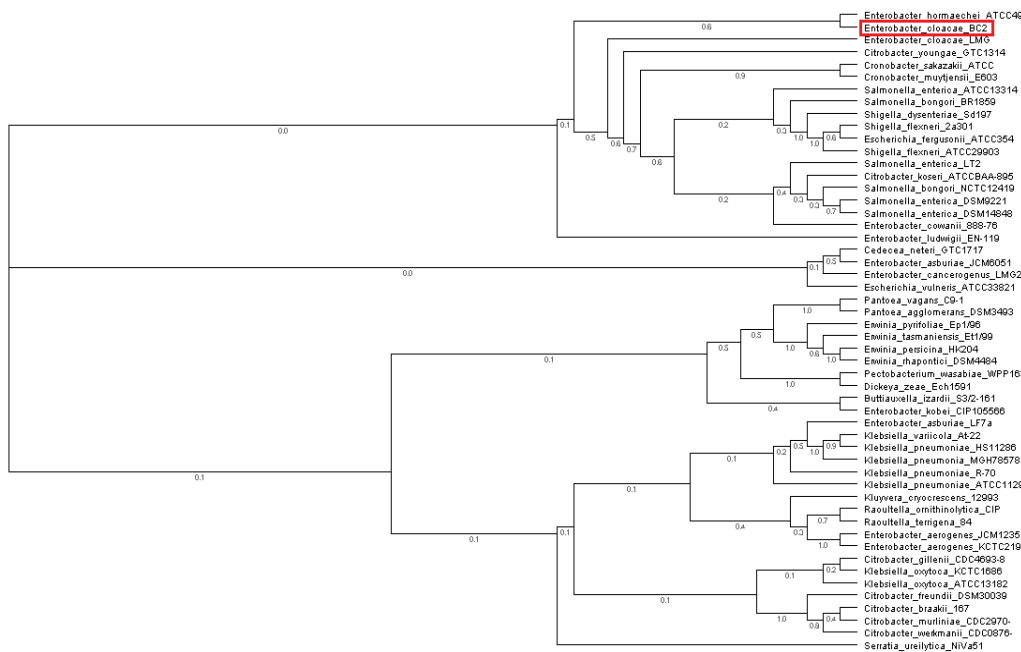 Enterobacter_hormaechei_ATCC49
Enterobacter_cloacae_BC2
Enterobacter_cloacae_LMG
Citrobacter_youngae_GTC1314
Cronobacter_sakazakii_ATCC
Cronobacter_muytjensii_E603
Salmonella_enterica_ATCC13314
Salmonella_bongori_BR1859
Shigella_dysenteriae_Sd197
Shigella_flexneri_2a301
Escherichia_fergusonii_ATCC354
Shigella_flexneri_ATCC29903
Salmonella_enterica_LT2
Citrobacter_koseri_ATCCBAA-895
Salmonella_bongori_NCTC12419
Salmonella_enterica_DSM9221
Salmonella_enterica_DSM14848
Enterobacter_cowanii_888-76
Enterobacter_ludwigii_EN-119
Cedecea_neteri_GTC1717
Enterobacter_asburiae_JCM6051
Enterobacter_cancerogenus_LMG2
Escherichia_vulneris_ATCC33821
Pantoea_vagans_C9-1
Pantoea_agglomerans_DSM3493
Erwinia_pyrifoliae_Ep1/96
Erwinia_tasmaniensis_Et1/99
Erwinia_persicina_HK204
Erwinia_rhapontici_DSM4484
Pectobacterium_wasabiae_WPP163
Dickeya_zeae_Ech1591
Buttiauxella_izardii_S3/2-161
Enterobacter_kobei_CIP105566
Enterobacter_asburiae_LF7a
Klebsiella_variicola_At-22
Klebsiella_pneumoniae_HS11286
Klebsiella_pneumonia_MGH78578
Klebsiella_pneumoniae_R-70
Klebsiella_pneumoniae_ATCC1129
Kluyvera_cryocrescens_12993
Raoultella_ornithinolytica_CIP
Raoultella_terrigena_84
Enterobacter_aerogenes_JCM1235
Enterobacter_aerogenes_KCTC219
Citrobacter_gillenii_CDC4693-8
Klebsiella_oxytoca_KCTC1686
Klebsiella_oxytoca_ATCC13182
Citrobacter_freundii_DSM30039
Citrobacter_braakii_167
Citrobacter_murliniae_CDC2970-
Citrobacter_werkmanii_CDC0876-
Serratia_ureilytica_NiVa51
0.6
0.1
0.0
0.5
0.6
0.7
0.9
0.6
0.2
0.3
1.0
1.0
0.6
0.2
0.4
0.3
0.3
0.7
0.0
0.1
0.5
0.1
0.1
0.5
0.5
1.0
1.0
0.6
1.0
1.0
0.4
0.1
0.1
0.1
0.1
0.2
0.5
1.0
0.9
0.4
0.3
0.7
1.0
0.1
0.1
0.2
1.0
0.8
0.4